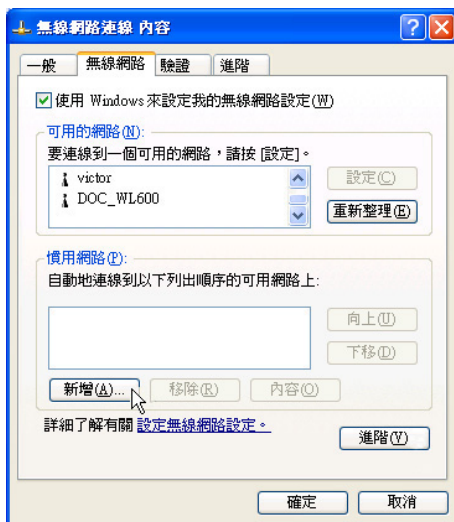 無線網路連線 內容
一般 無線網路 驗證 進階
使用 Windows 來設定我的無線網路設定(W)
可用的網路(N):
要連線到一個可用的網路，請按 [設定]。
victor
DOC_WL600
設定(C)
重新整理(E)
慣用網路(P):
自動地連線到以下列出順序的可用網路上:
向上(U)
下移(D)
新增(A)... 移除(R) 內容(O)
詳細了解有關 設定無線網路設定。
進階(V)
確定 取消